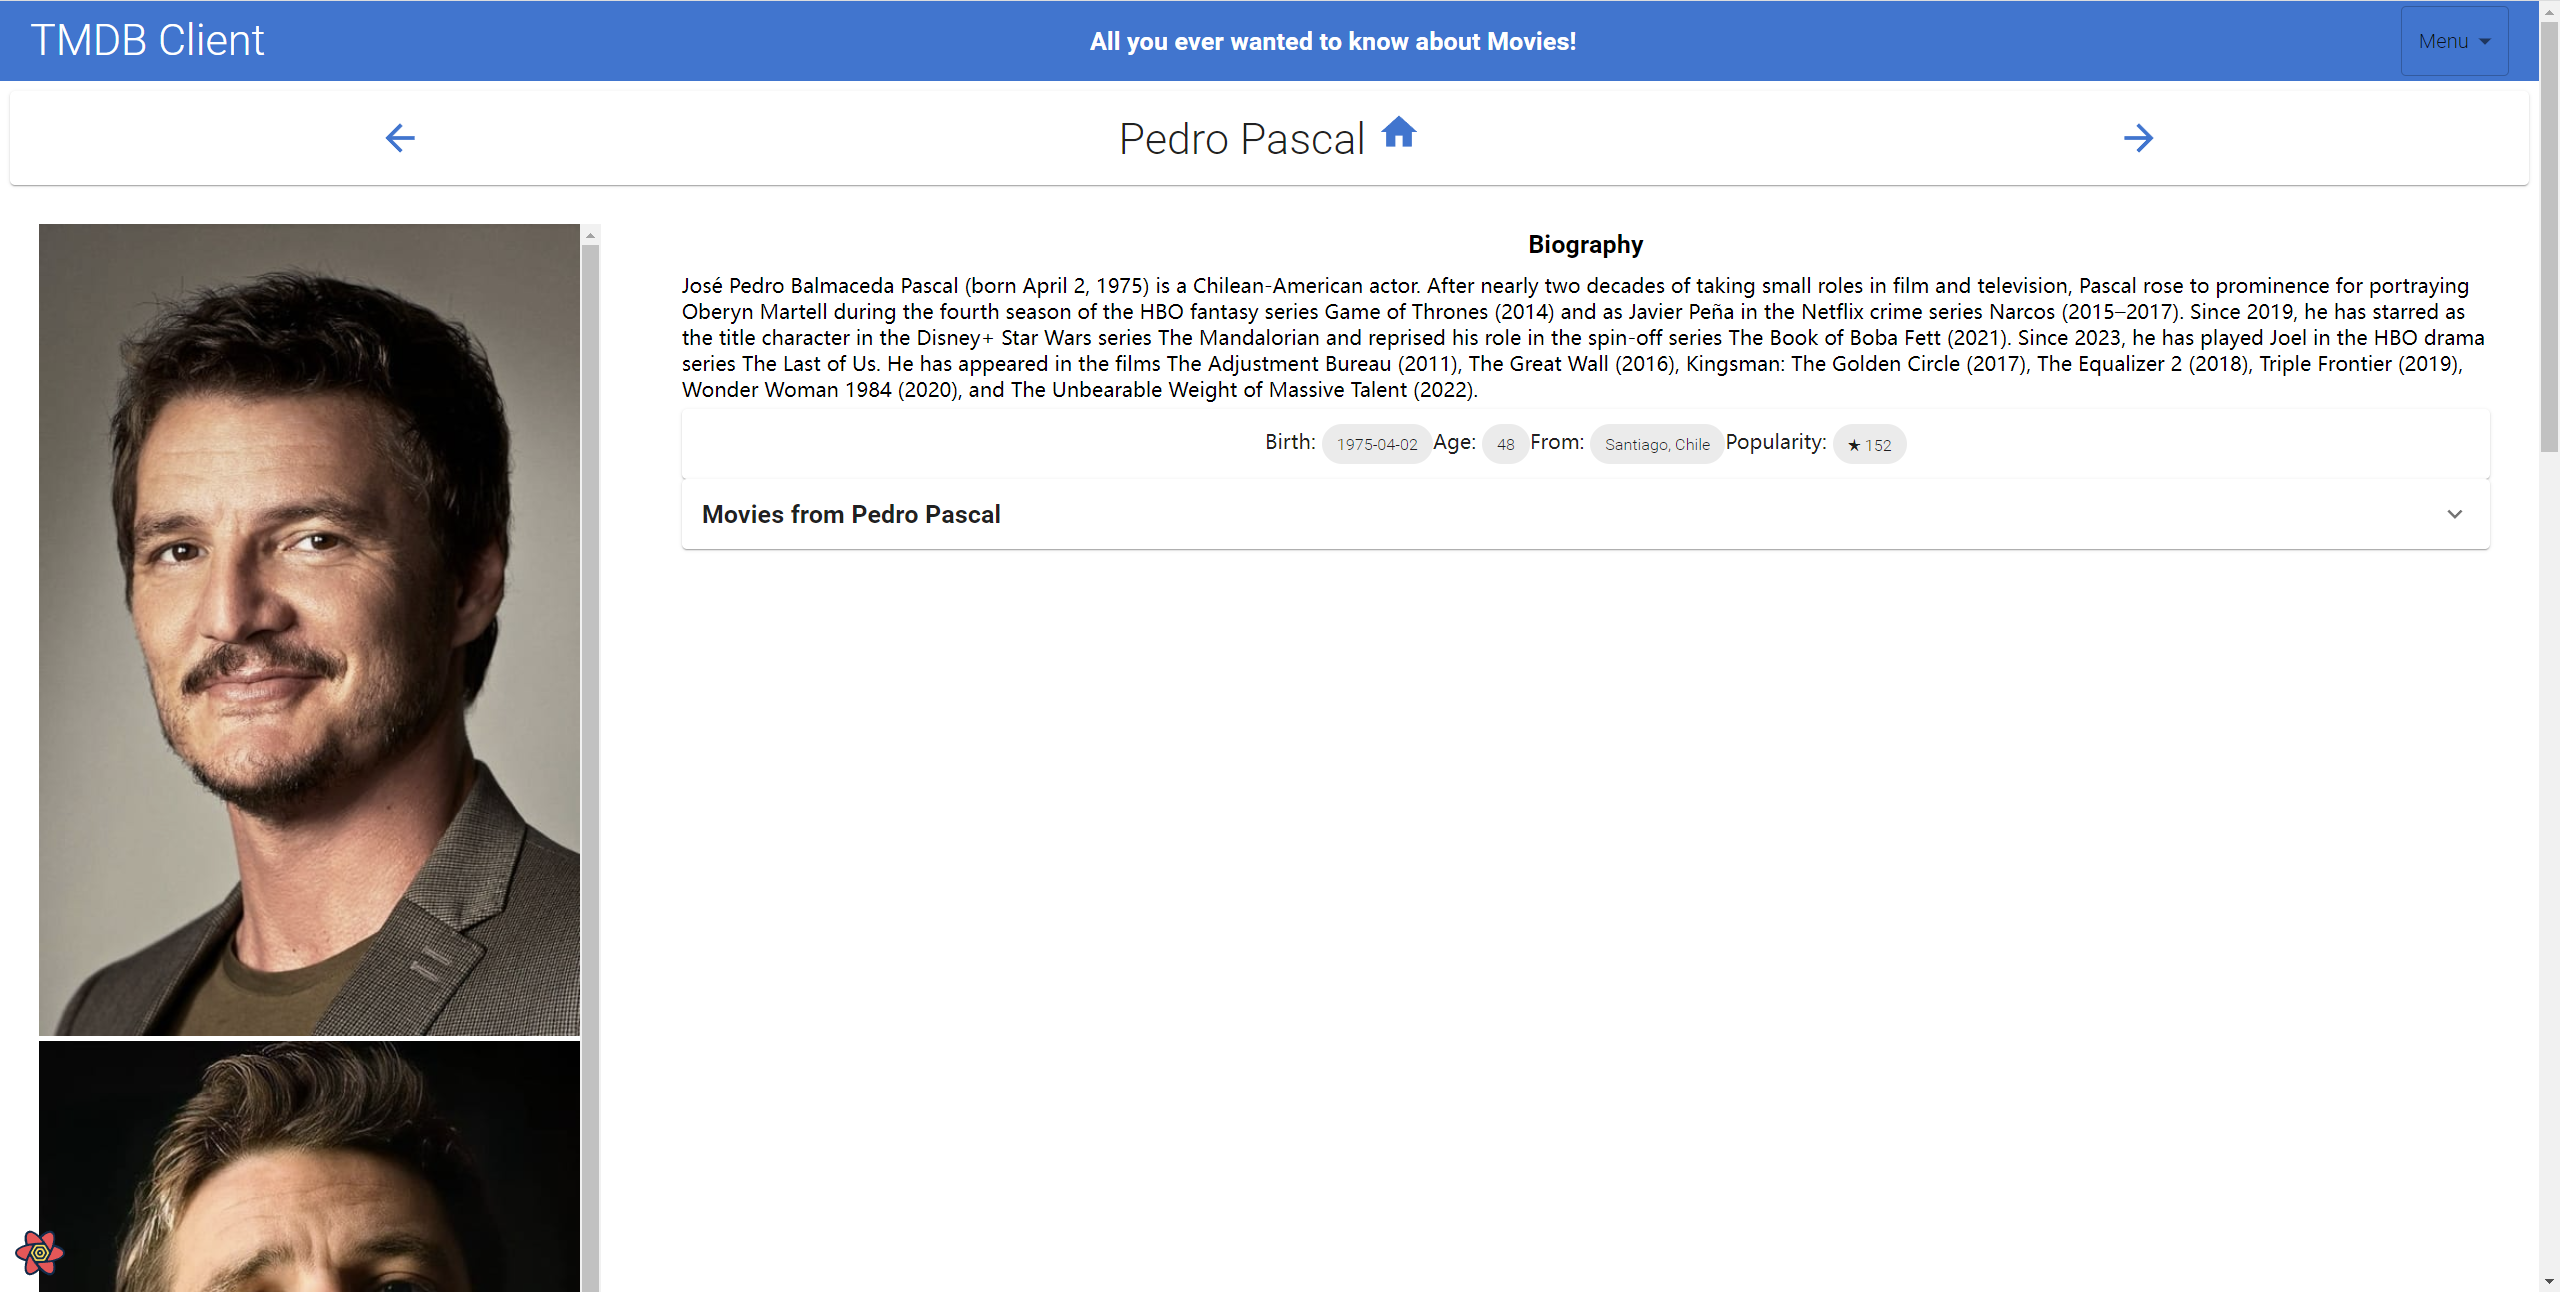 TMDB Client
All you ever wanted to know about Movies!
Menu
Pedro Pascal
Biography
José Pedro Balmaceda Pascal (born April 2, 1975) is a Chilean-American actor. After nearly two decades of taking small roles in film and television, Pascal rose to prominence for portraying
Oberyn Martell during the fourth season of the HBO fantasy series Game of Thrones (2014) and as Javier Peña in the Netflix crime series Narcos (2015–2017). Since 2019, he has starred as
the title character in the Disney+ Star Wars series The Mandalorian and reprised his role in the spin-off series The Book of Boba Fett (2021). Since 2023, he has played Joel in the HBO drama
series The Last of Us. He has appeared in the films The Adjustment Bureau (2011), The Great Wall (2016), Kingsman: The Golden Circle (2017), The Equalizer 2 (2018), Triple Frontier (2019),
Wonder Woman 1984 (2020), and The Unbearable Weight of Massive Talent (2022).
Birth: 1975-04-02 Age: 48 From: Santiago, Chile Popularity: ★ 152
Movies from Pedro Pascal